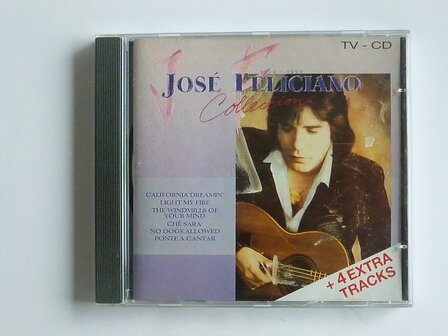 TV - CD
JF
JOSÉ FELICIANO
Collection
CALIFORNIA DREAMIN'
LIGHT MY FIRE
THE WINDMILLS OF
YOUR MIND
CHE SARA'
NO DOGS ALLOWED
PONTE A CANTAR
+ 4 EXTRA
TRACKS